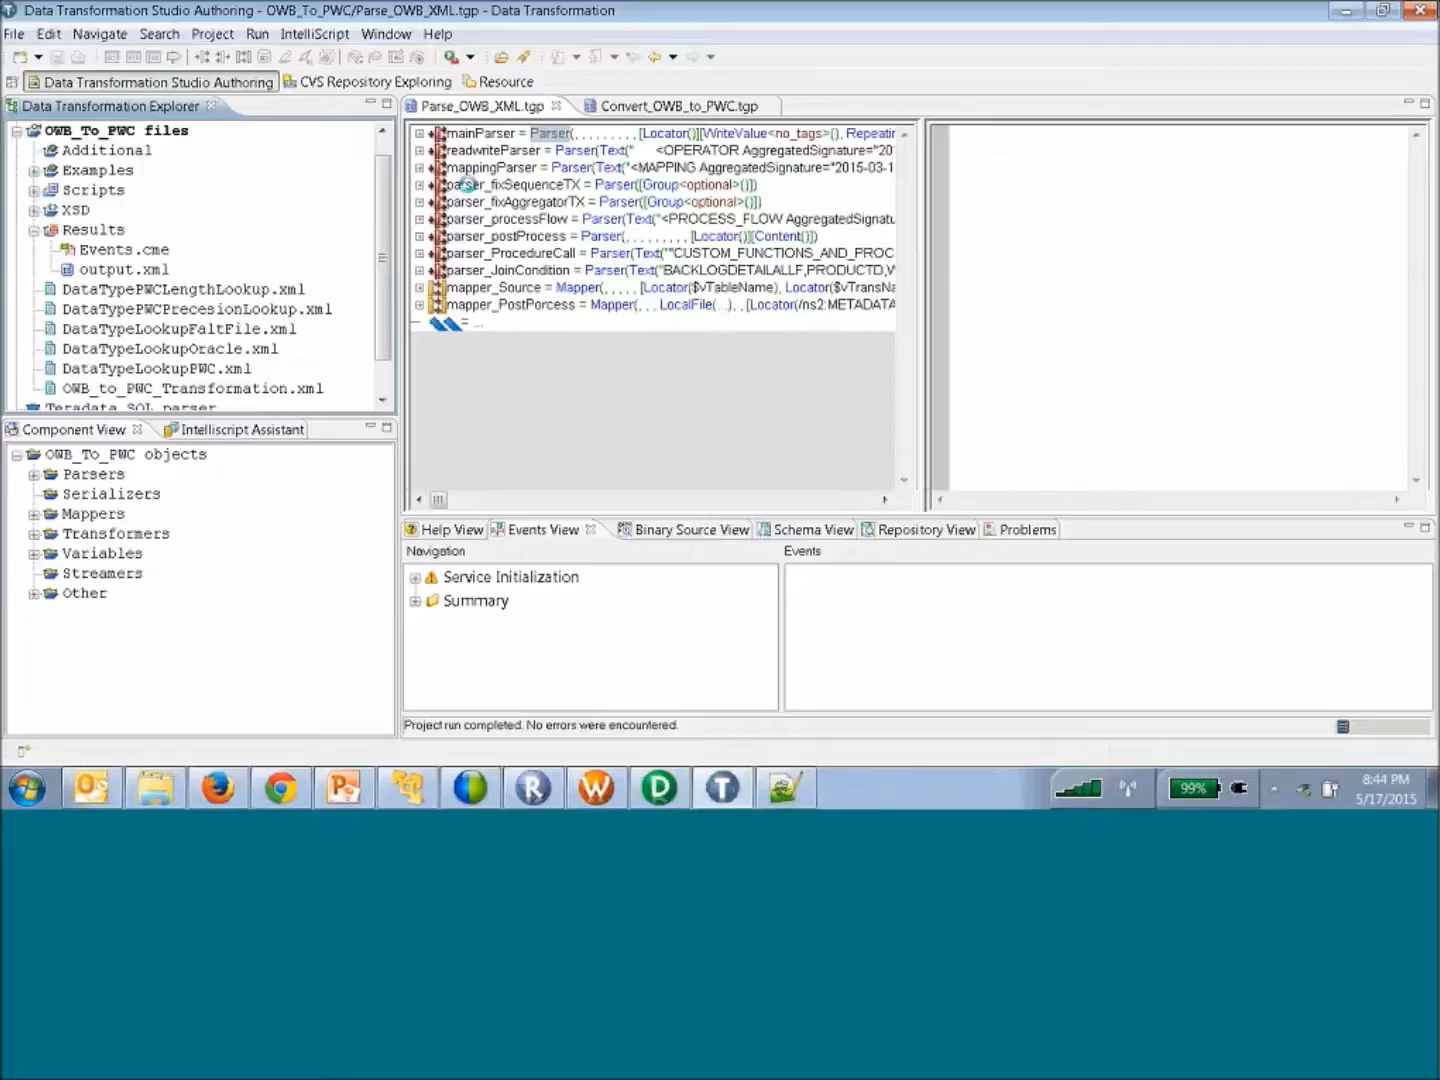 Data Transformation Studio Authoring - OWB_To_PWC/Parse_OWB_XML.tgp - Data Transformation
File Edit Navigate Search Project Run IntelliScript Window Help
Data Transformation Studio Authoring CVS Repository Exploring Resource
Data Transformation Explorer
OWB_To_PWC files
Additional
Examples
Scripts
XSD
Results
Events.cme
output.xml
DataTypePWCLengthLookup.xml
DataTypePWCPrecesionLookup.xml
DataTypeLookupFaltFile.xml
DataTypeLookupOracle.xml
DataTypeLookupPWC.xml
OWB_to_PWC_Transformation.xml
Teradata SQL parser
Component View Intelliscript Assistant
OWB_To_PWC objects
Parsers
Serializers
Mappers
Transformers
Variables
Streamers
Other
Parse_OWB_XML.tgp Convert_OWB_to_PWC.tgp
mainParser = Parser(, , , , , , , , , [Locator()][WriteValue<no_tags>(), Repeatin
readwriteParser = Parser(Text(" <OPERATOR AggregatedSignature="20
mappingParser = Parser(Text("<MAPPING AggregatedSignature="2015-03-1
parser_fixSequenceTX = Parser([Group<optional>()])
parser_fixAggregatorTX = Parser([Group<optional>()])
parser_processFlow = Parser(Text("<PROCESS_FLOW AggregatedSignatu
parser_postProcess = Parser(, , , , , , , , , [Locator()][Content()])
parser_ProcedureCall = Parser(Text(""CUSTOM_FUNCTIONS_AND_PROC
parser_JoinCondition = Parser(Text("BACKLOGDETAILALLF,PRODUCTD,V
mapper_Source = Mapper(, , , , , [Locator($vTableName), Locator($vTransNa
mapper_PostPorcess = Mapper(, , , LocalFile(...), , [Locator(/ns2:METADATA
= ...
Help View Events View Binary Source View Schema View Repository View Problems
Navigation Events
Service Initialization
Summary
Project run completed. No errors were encountered.
99%
8:44 PM
5/17/2015